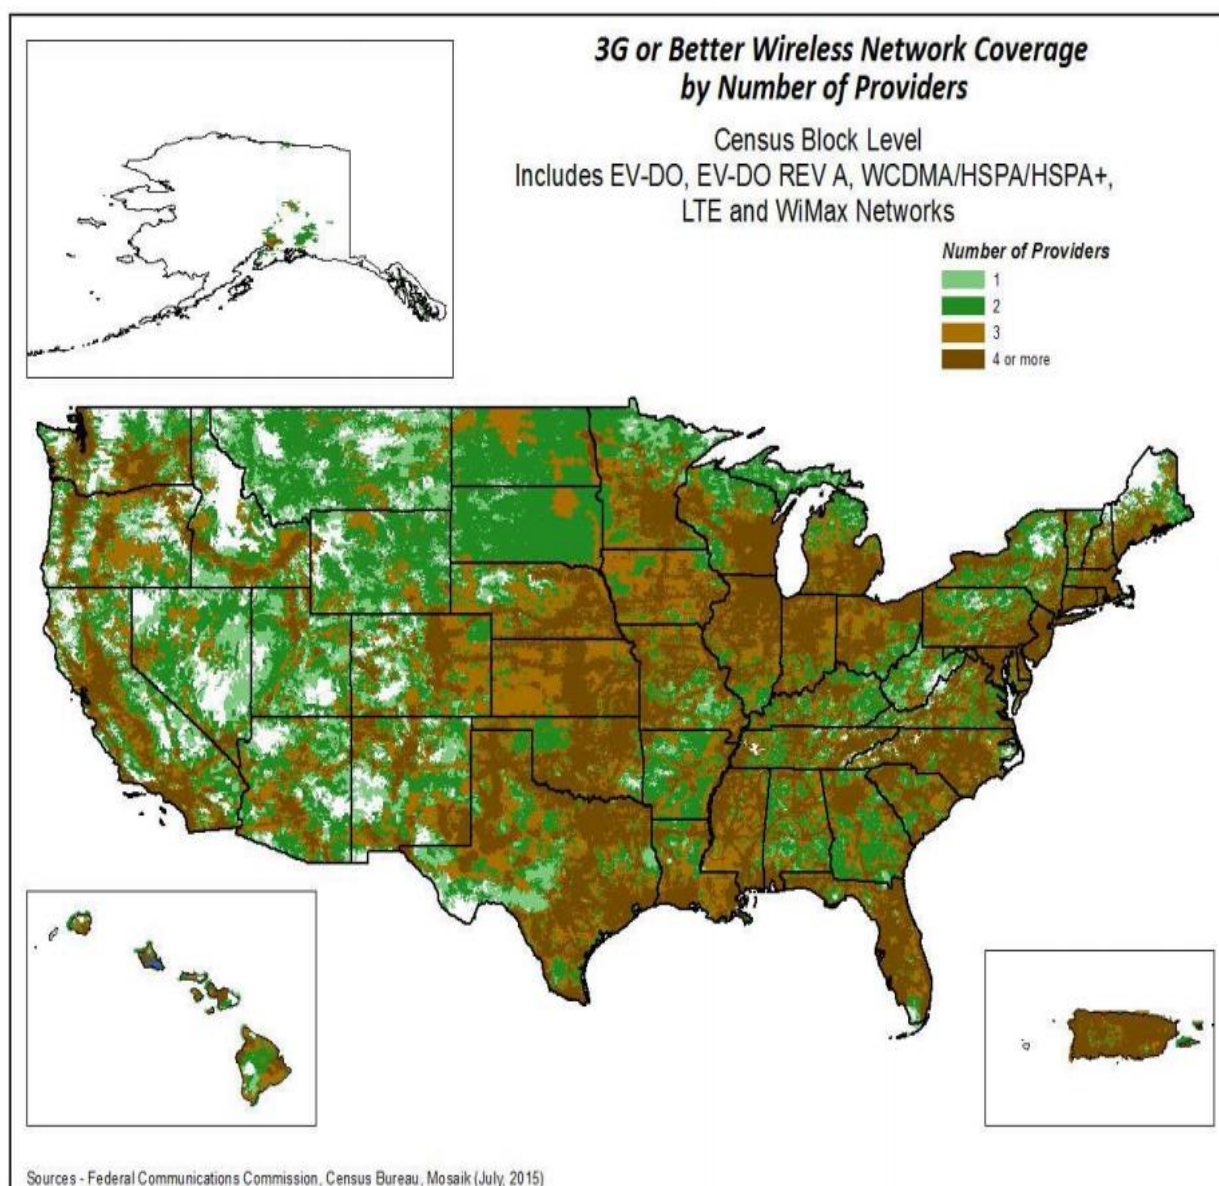 3G or Better Wireless Network Coverage
by Number of Providers
Census Block Level
Includes EV-DO, EV-DO REV A, WCDMA/HSPA/HSPA+,
LTE and WiMax Networks
Number of Providers
1
2
3
4 or more
Sources - Federal Communications Commission, Census Bureau, Mosaik (July, 2015)